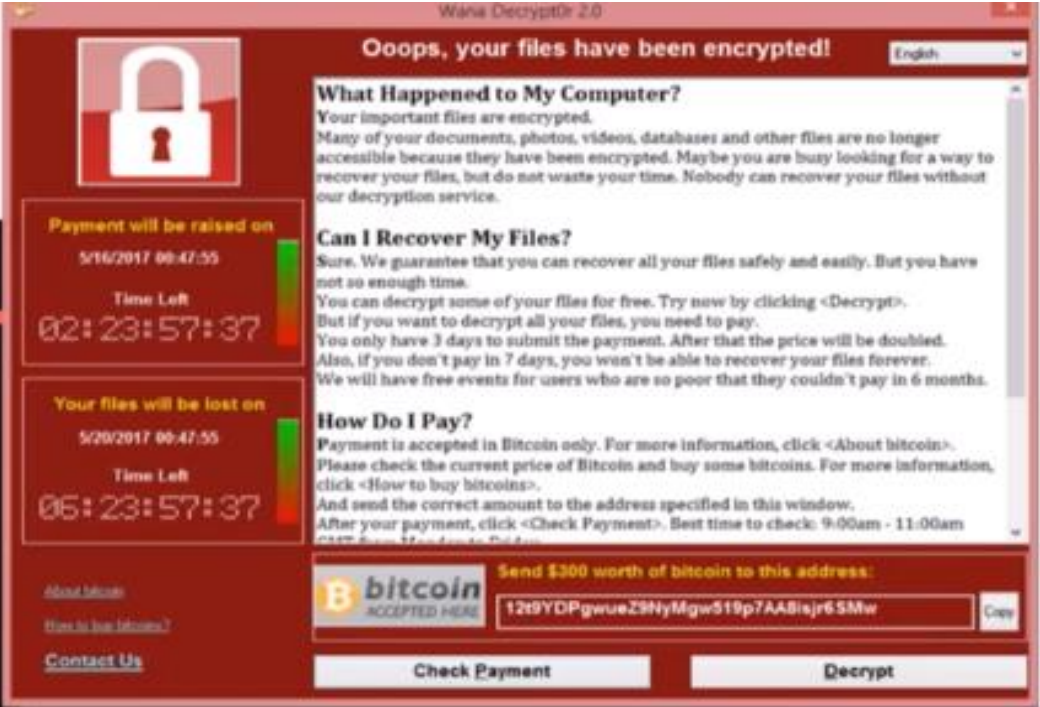 Wana Decrypt0r 2.0
Ooops, your files have been encrypted!
English
What Happened to My Computer?
Your important files are encrypted.
Many of your documents, photos, videos, databases and other files are no longer
accessible because they have been encrypted. Maybe you are busy looking for a way to
recover your files, but do not waste your time. Nobody can recover your files without
our decryption service.
Can I Recover My Files?
Sure. We guarantee that you can recover all your files safely and easily. But you have
not so enough time.
You can decrypt some of your files for free. Try now by clicking <Decrypt>.
But if you want to decrypt all your files, you need to pay.
You only have 3 days to submit the payment. After that the price will be doubled.
Also, if you don't pay in 7 days, you won't be able to recover your files forever.
We will have free events for users who are so poor that they couldn't pay in 6 months.
How Do I Pay?
Payment is accepted in Bitcoin only. For more information, click <About bitcoin>.
Please check the current price of Bitcoin and buy some bitcoins. For more information,
click <How to buy bitcoins>.
And send the correct amount to the address specified in this window.
After your payment, click <Check Payment>. Best time to check: 9:00am - 11:00am
GMT from Monday to Friday
Payment will be raised on
5/16/2017 00:47:55
Time Left
02:23:57:37
Your files will be lost on
5/20/2017 00:47:55
Time Left
06:23:57:37
About bitcoin
How to buy bitcoins?
Contact Us
bitcoin
ACCEPTED HERE
Send $300 worth of bitcoin to this address:
12t9YDPgwueZ9NyMgw519p7AA8isjr6SMw
Copy
Check Payment
Decrypt